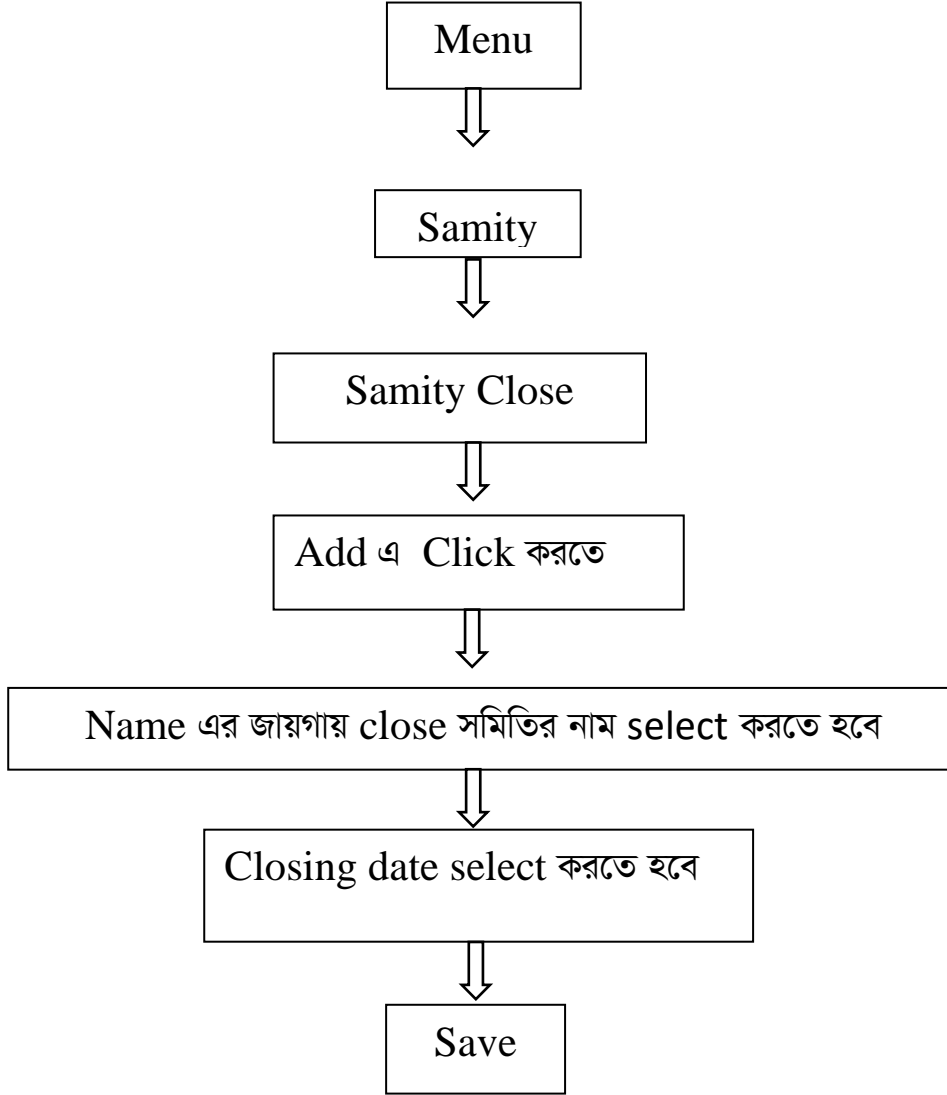 Menu
Samity
Samity Close
Add এ Click করতে
Name এর জায়গায় close সমিতির নাম select করতে হবে
Closing date select করতে হবে
Save